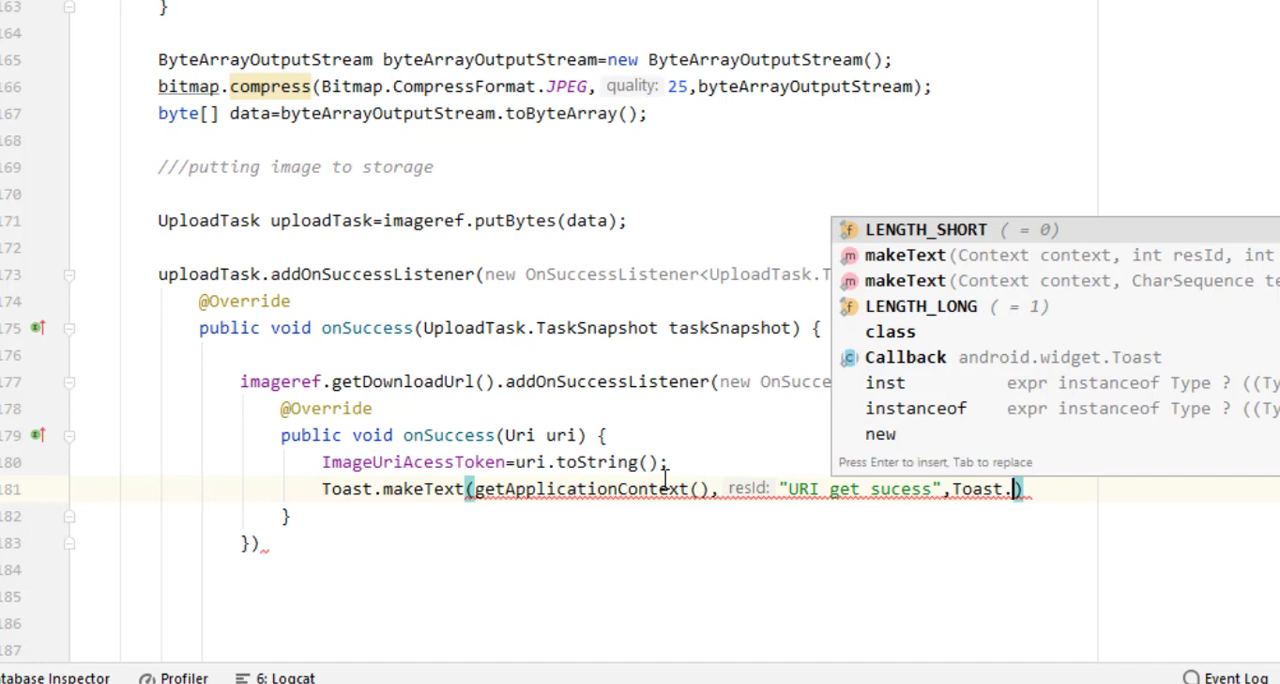 163 }
164
165 ByteArrayOutputStream byteArrayOutputStream=new ByteArrayOutputStream();
166 bitmap.compress(Bitmap.CompressFormat.JPEG, quality: 25,byteArrayOutputStream);
167 byte[] data=byteArrayOutputStream.toByteArray();
168
169 ///putting image to storage
170
171 UploadTask uploadTask=imageref.putBytes(data);
172
173 uploadTask.addOnSuccessListener(new OnSuccessListener<UploadTask.T
174 @Override
175 public void onSuccess(UploadTask.TaskSnapshot taskSnapshot) {
176
177 imageref.getDownloadUrl().addOnSuccessListener(new OnSucce
178 @Override
179 public void onSuccess(Uri uri) {
180 ImageUriAcessToken=uri.toString();
181 Toast.makeText(getApplicationContext(), resId: "URI get sucess",Toast.)
182 }
183 })
184
185
186
187
LENGTH_SHORT ( = 0)
makeText(Context context, int resId, int
makeText(Context context, CharSequence te
LENGTH_LONG ( = 1)
class
Callback android.widget.Toast
inst expr instanceof Type ? ((Ty
instanceof expr instanceof Type ? ((Ty
new
Press Enter to insert, Tab to replace
atabase Inspector Profiler 6: Logcat Event Log